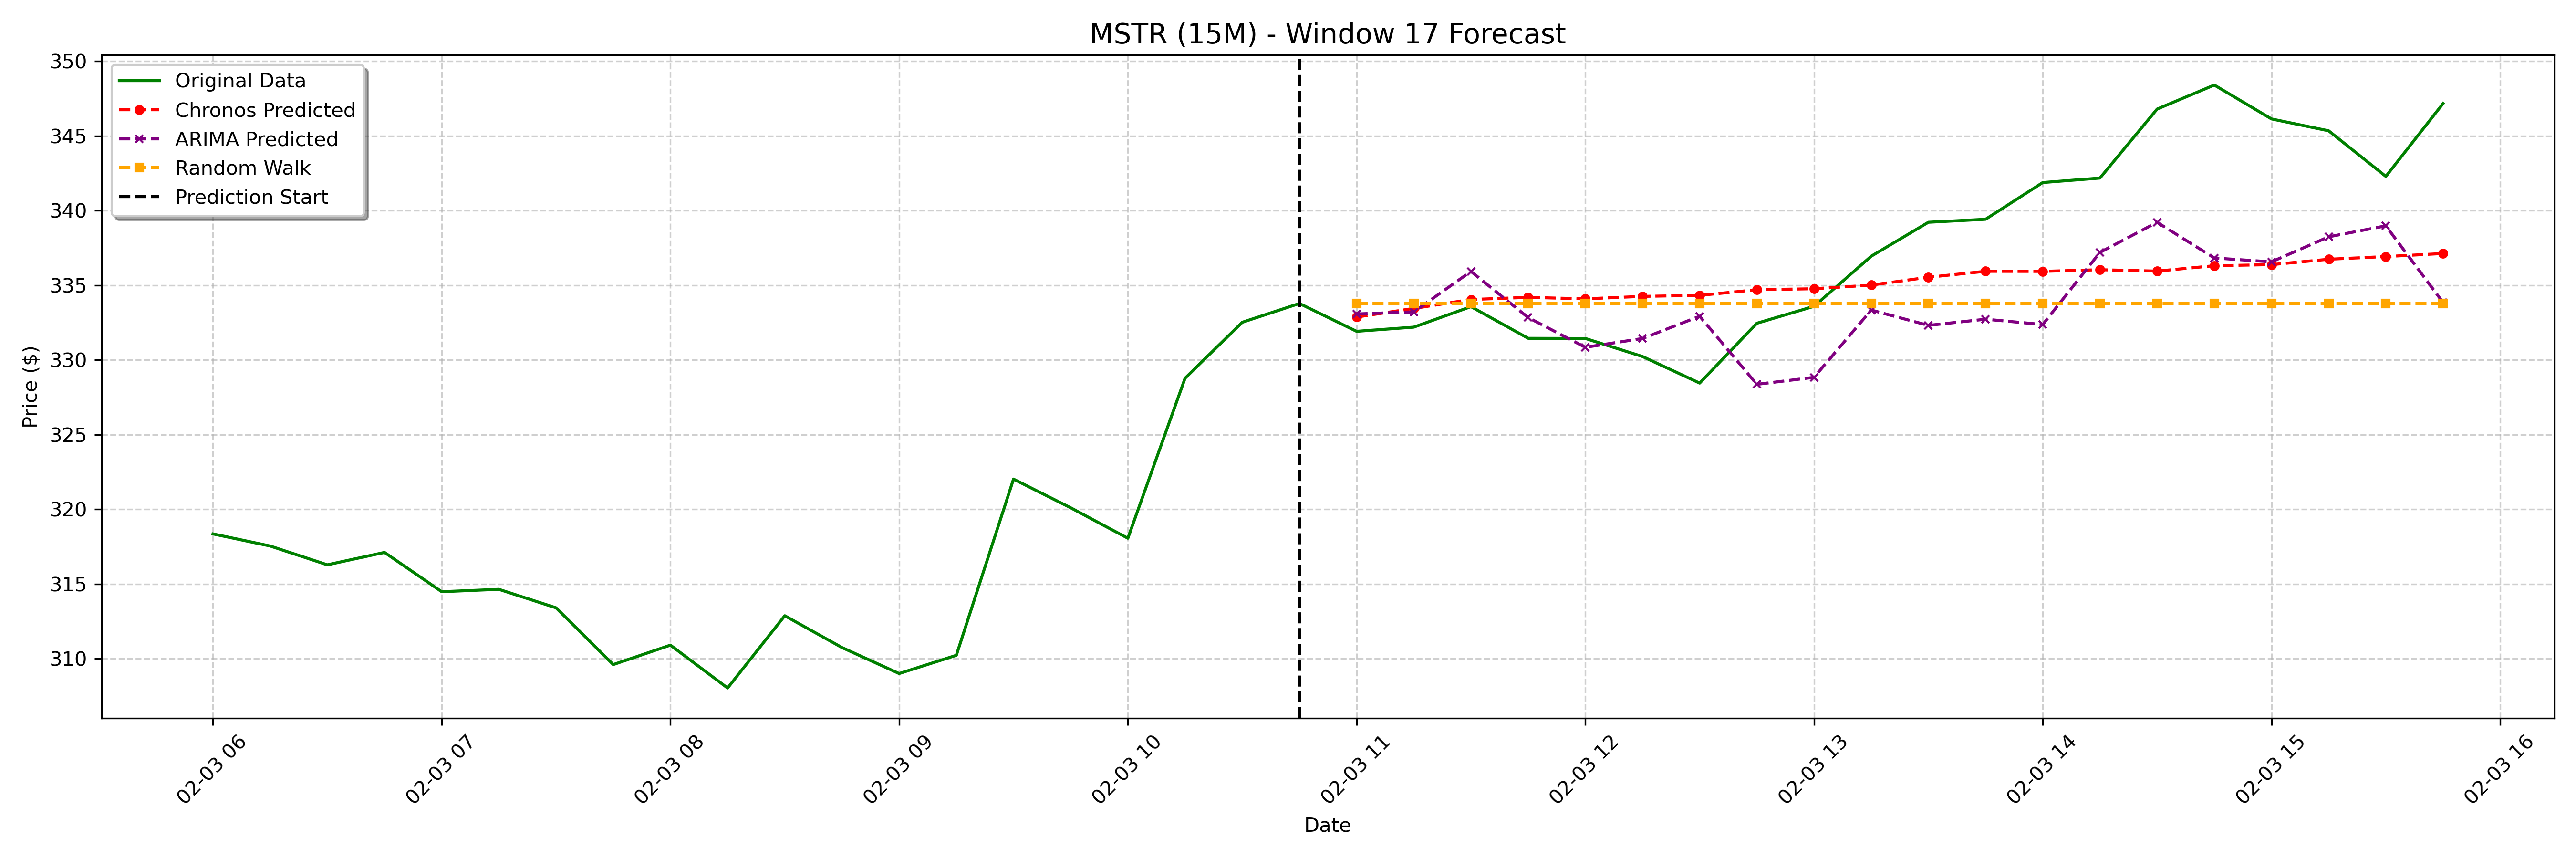 MSTR (15M) - Window 17 Forecast
Original Data
Chronos Predicted
ARIMA Predicted
Random Walk
Prediction Start
Price ($)
350
345
340
335
330
325
320
315
310
02-03 06
02-03 07
02-03 08
02-03 09
02-03 10
02-03 11
02-03 12
02-03 13
02-03 14
02-03 15
02-03 16
Date